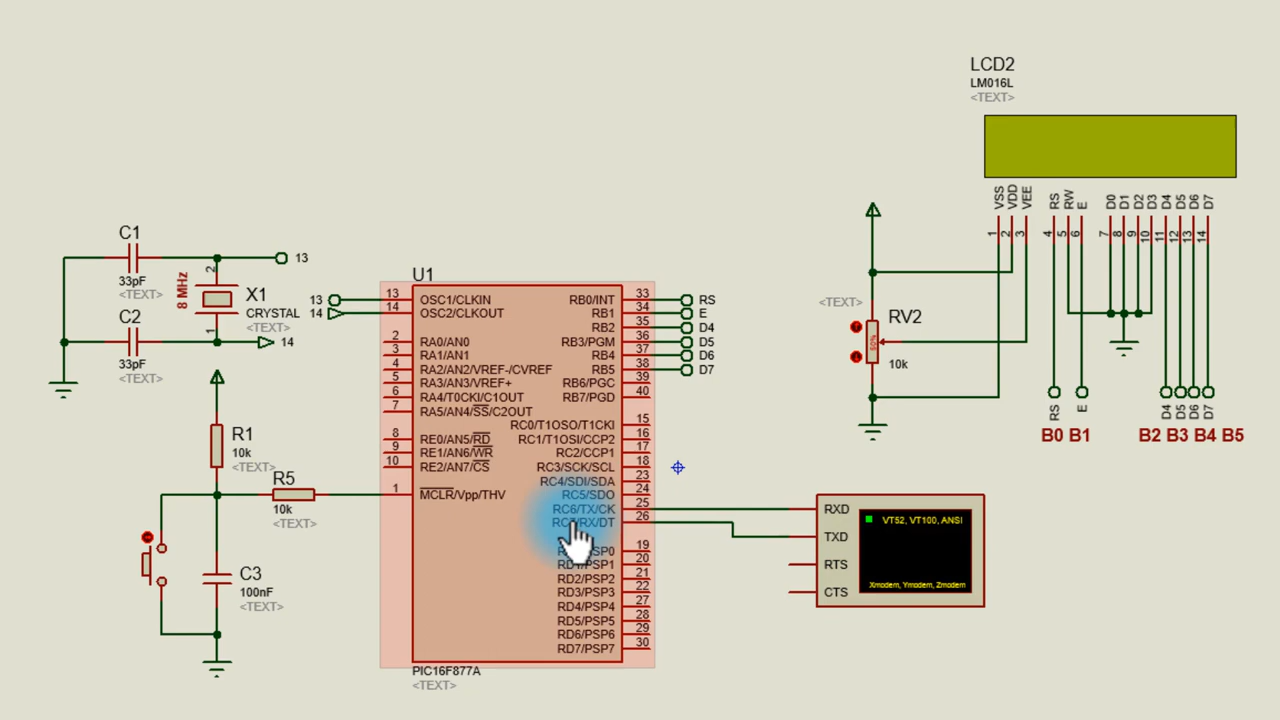 LCD2
LM016L
<TEXT>
VSS VDD VEE RS RW E D0 D1 D2 D3 D4 D5 D6 D7
1 2 3 4 5 6 7 8 9 10 11 12 13 14
RS E D4 D5 D6 D7
B0 B1 B2 B3 B4 B5
<TEXT>
RV2
50%
10k
C1
33pF
<TEXT>
C2
33pF
<TEXT>
8 MHz
2
1
X1
CRYSTAL
<TEXT>
13
14
R1
10k
<TEXT>
R5
10k
<TEXT>
C3
100nF
<TEXT>
U1
13 13 OSC1/CLKIN
14 14 OSC2/CLKOUT
2 RA0/AN0
3 RA1/AN1
4 RA2/AN2/VREF-/CVREF
5 RA3/AN3/VREF+
6 RA4/T0CKI/C1OUT
7 RA5/AN4/SS/C2OUT
8 RE0/AN5/RD
9 RE1/AN6/WR
10 RE2/AN7/CS
1 MCLR/Vpp/THV
RB0/INT 33 RS
RB1 34 E
RB2 35 D4
RB3/PGM 36 D5
RB4 37 D6
RB5 38 D7
RB6/PGC 39
RB7/PGD 40
RC0/T1OSO/T1CKI 15
RC1/T1OSI/CCP2 16
RC2/CCP1 17
RC3/SCK/SCL 18
RC4/SDI/SDA 23
RC5/SDO 24
RC6/TX/CK 25
RC7/RX/DT 26
19
RD1/PSP1 20
RD2/PSP2 21
RD3/PSP3 22
RD4/PSP4 27
RD5/PSP5 28
RD6/PSP6 29
RD7/PSP7 30
PIC16F877A
<TEXT>
RXD
TXD
RTS
CTS
VT52, VT100, ANSI
Xmodem, Ymodem, Zmodem